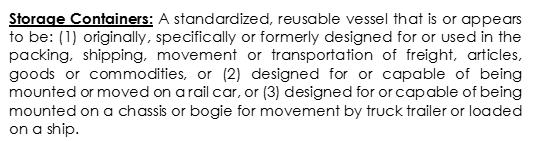 Storage Containers: A standardized, reusable vessel that is or appears
to be: (1) originally, specifically or formerly designed for or used in the
packing, shipping, movement or transportation of freight, articles,
goods or commodities, or (2) designed for or capable of being
mounted or moved on a rail car, or (3) designed for or capable of being
mounted on a chassis or bogie for movement by truck trailer or loaded
on a ship.